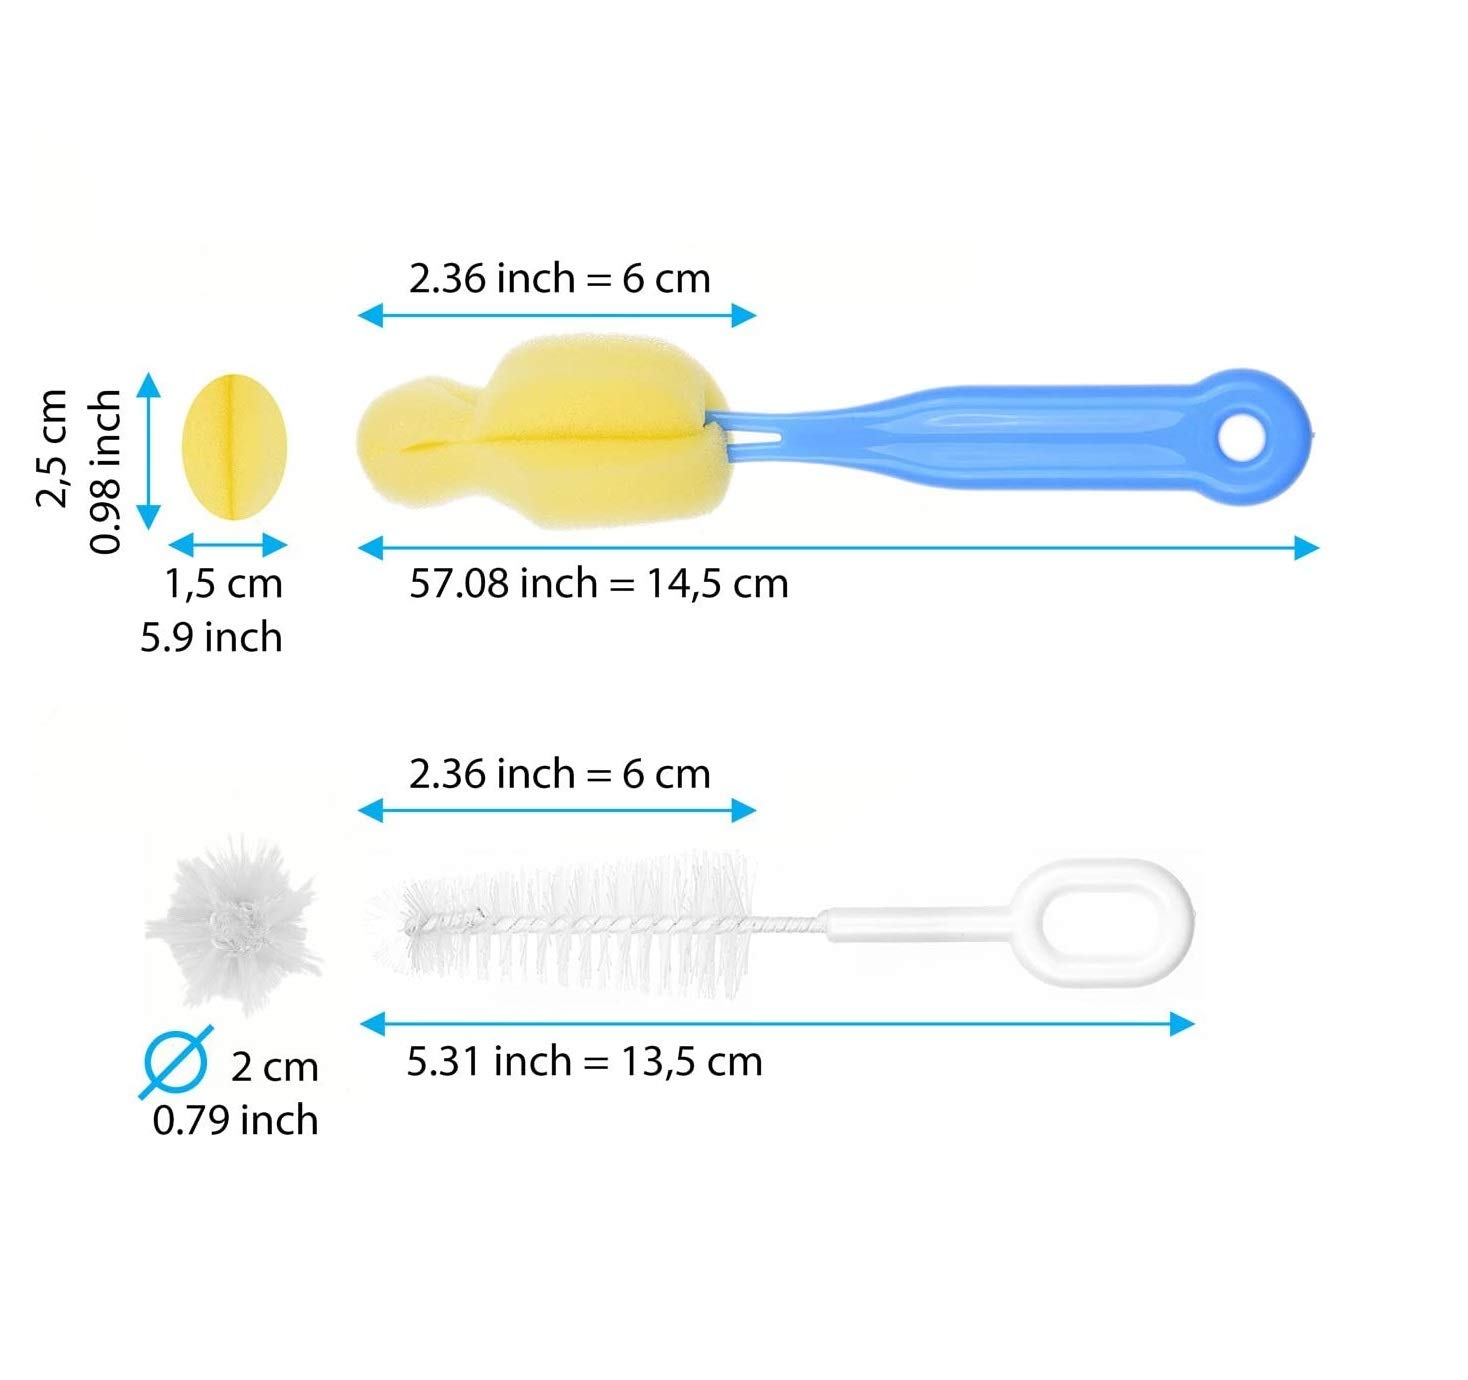 2.36 inch = 6 cm
2,5 cm
0.98 inch
1,5 cm
5.9 inch
57.08 inch = 14,5 cm
2.36 inch = 6 cm
2 cm
0.79 inch
5.31 inch = 13,5 cm